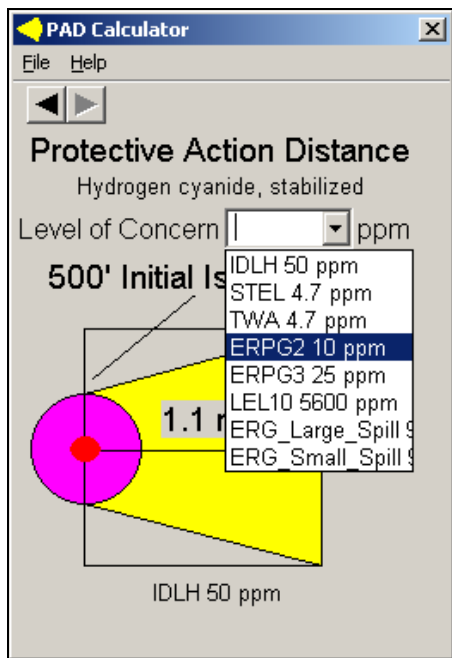 PAD Calculator
File Help
Protective Action Distance
Hydrogen cyanide, stabilized
Level of Concern ppm
500' Initial Is
IDLH 50 ppm
STEL 4.7 ppm
TWA 4.7 ppm
ERPG2 10 ppm
ERPG3 25 ppm
LEL10 5600 ppm
ERG_Large_Spill
ERG_Small_Spill
1.1
IDLH 50 ppm